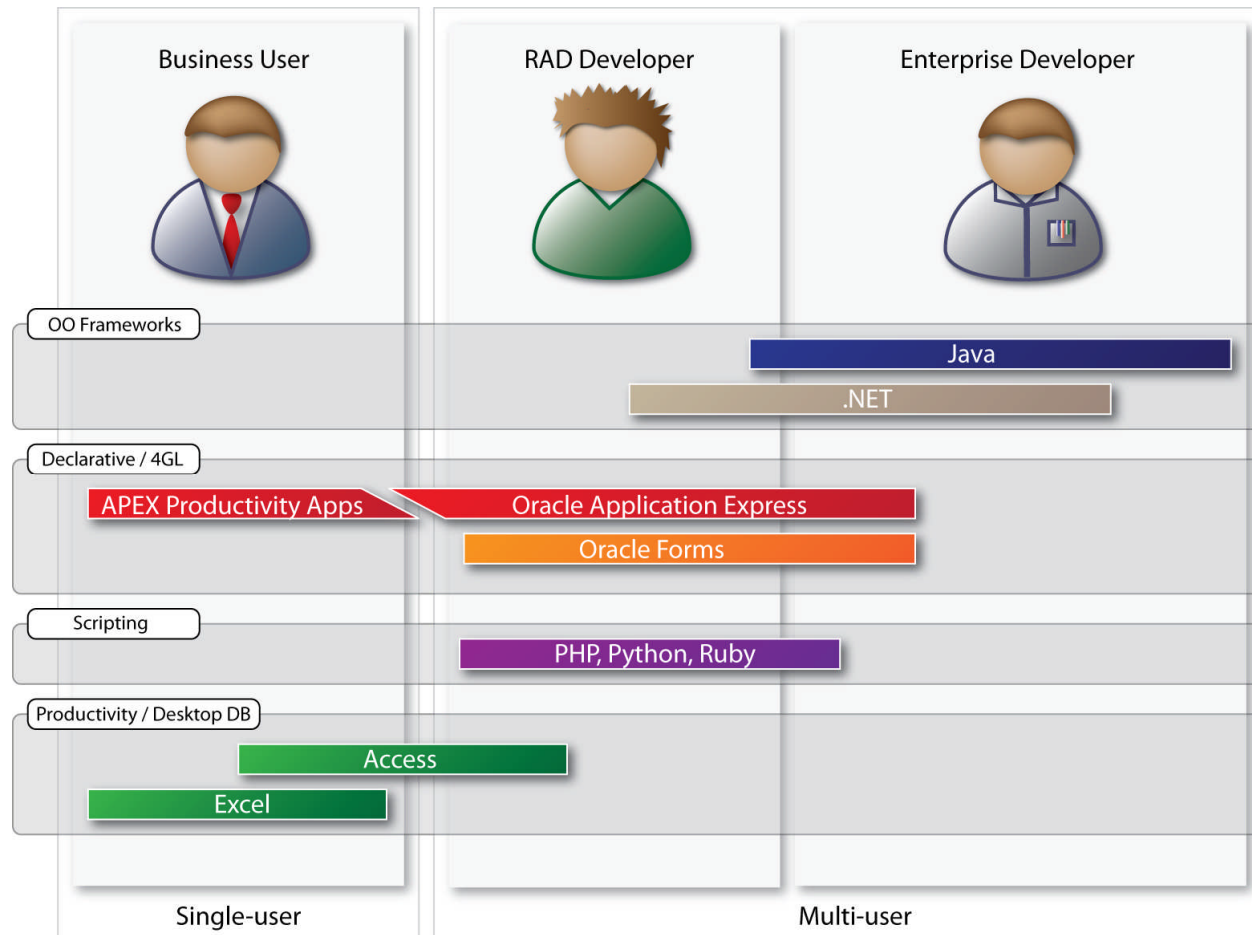 Business User
RAD Developer
Enterprise Developer
OO Frameworks
Java
.NET
Declarative / 4GL
APEX Productivity Apps
Oracle Application Express
Oracle Forms
Scripting
PHP, Python, Ruby
Productivity / Desktop DB
Access
Excel
Single-user
Multi-user